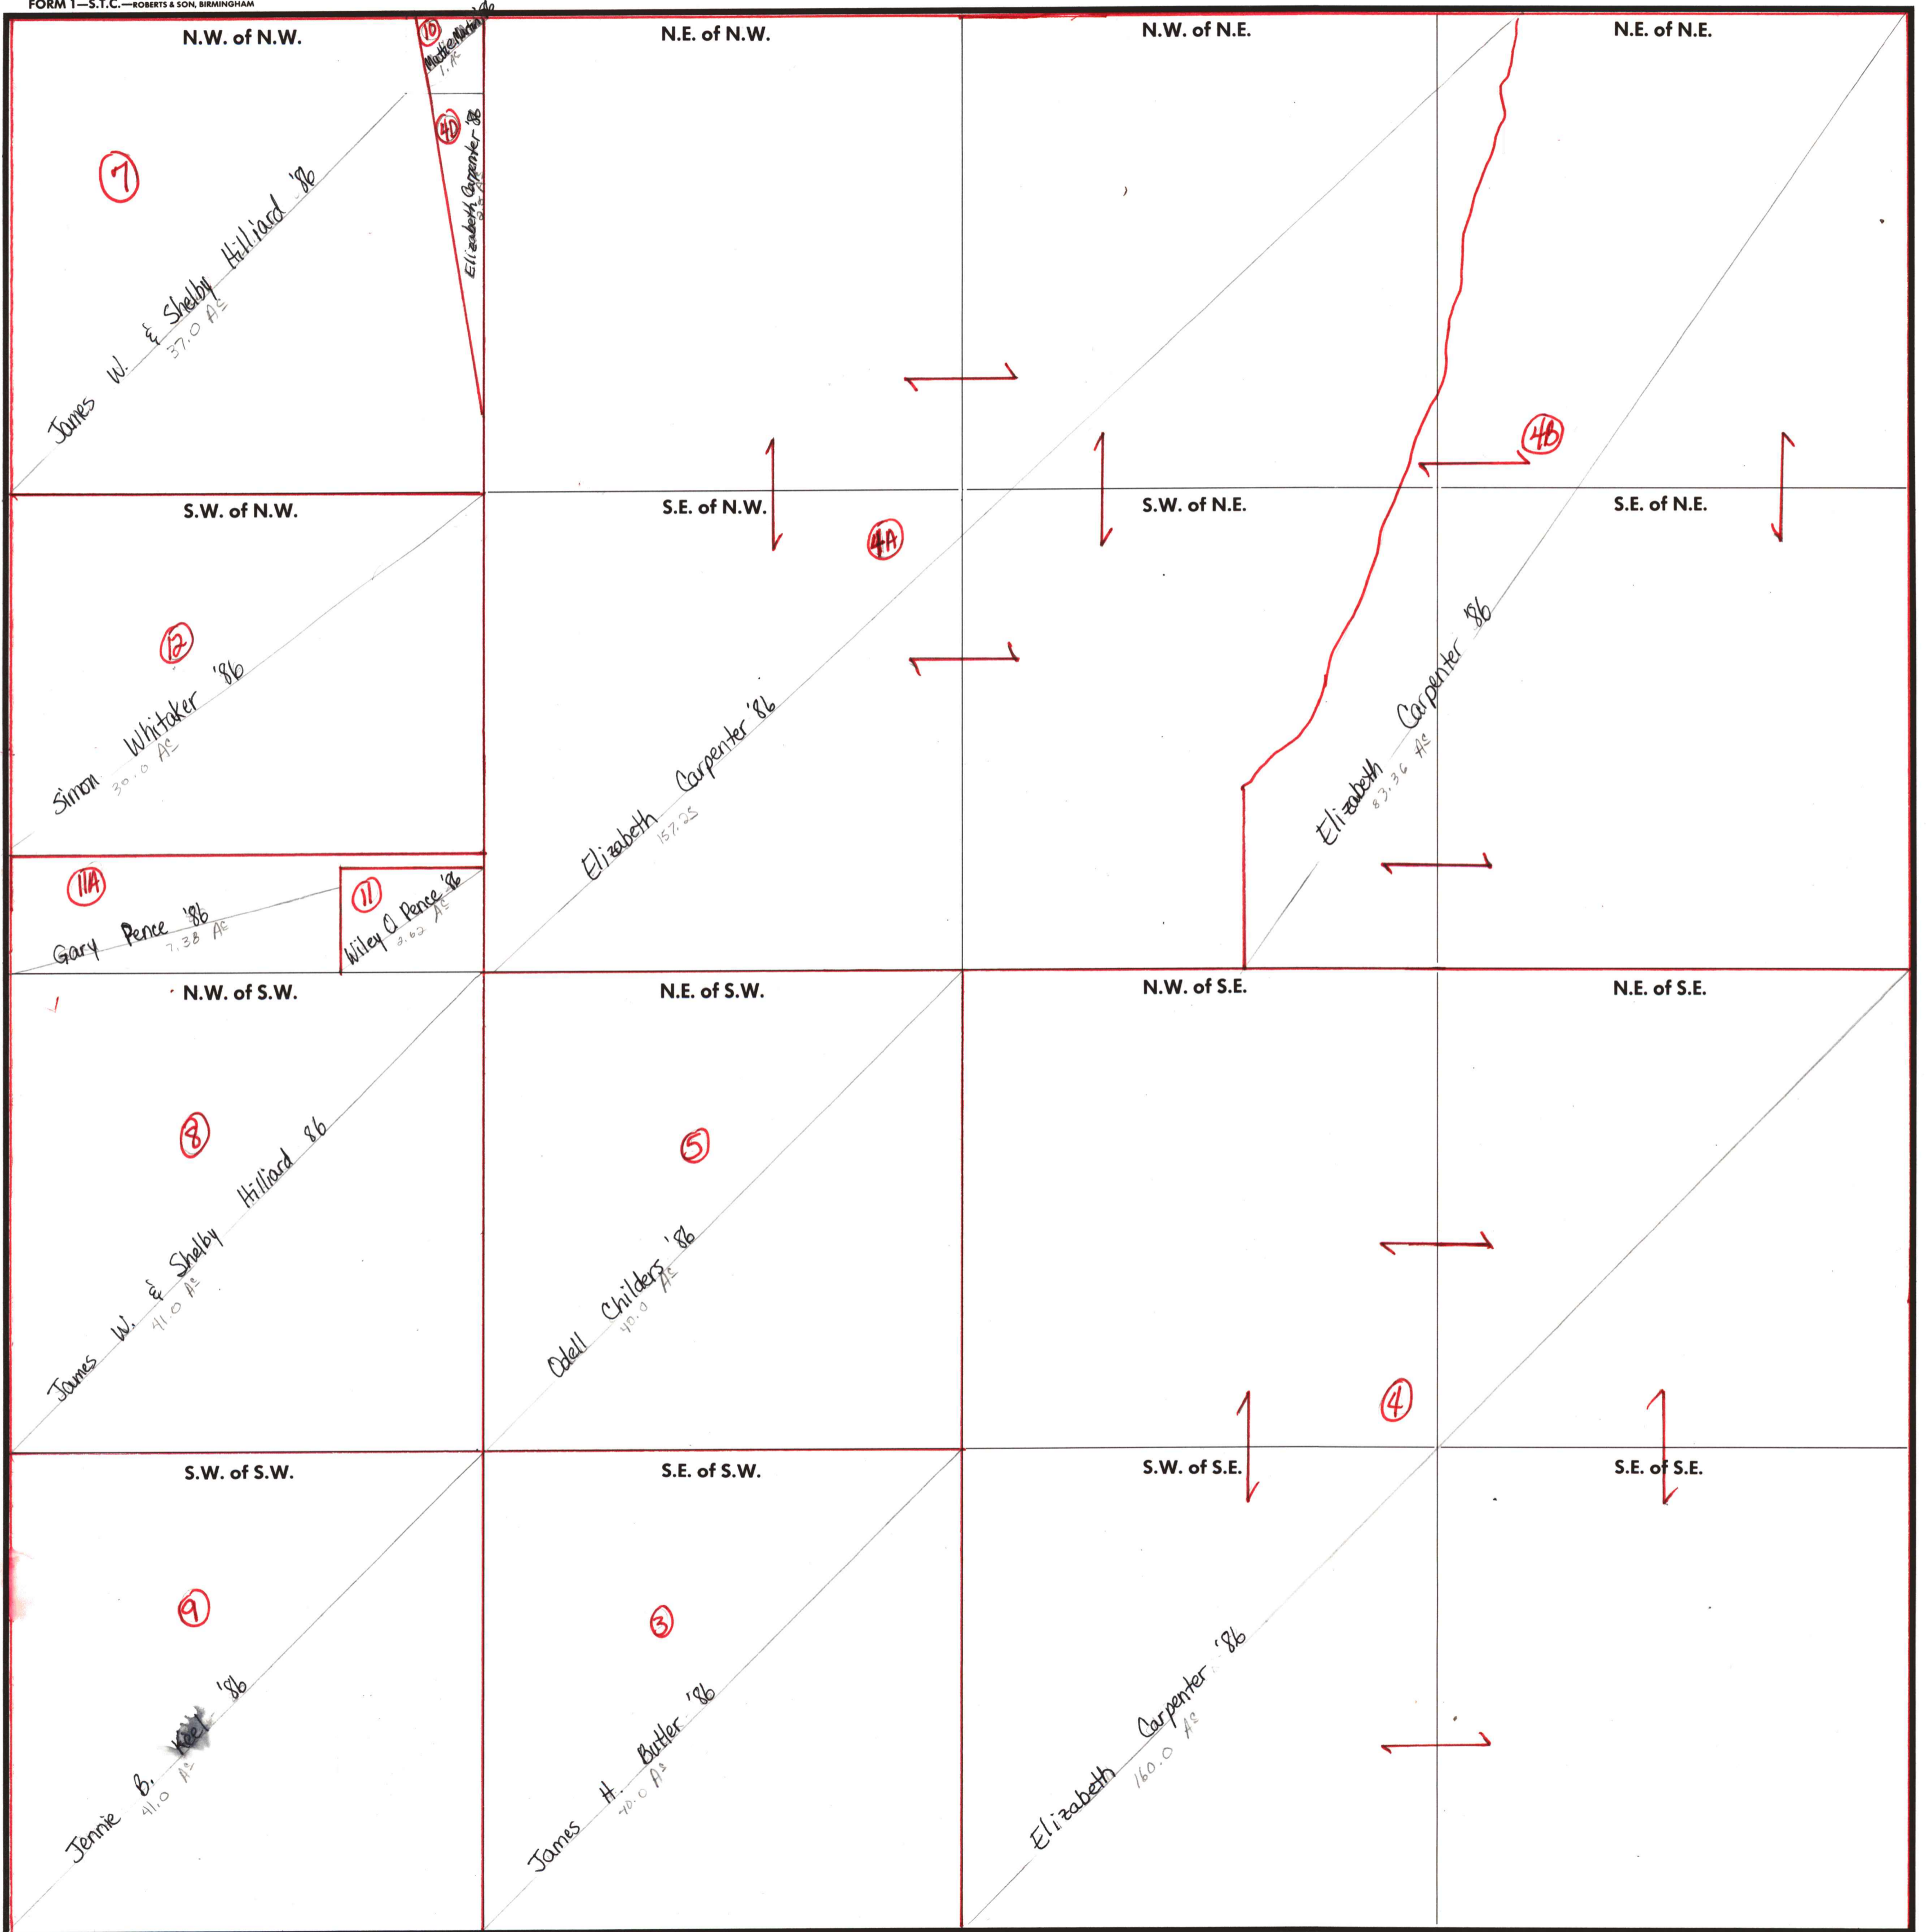 FORM 1—S.T.C.—ROBERTS & SON, BIRMINGHAM
N.W. of N.W.
7
James W. & Shelby Hilliard '86
37.0 Ac
10
Mattie
1. Ac
4D
Elizabeth Carpenter '86
N.E. of N.W.
N.W. of N.E.
N.E. of N.E.
4B
S.W. of N.W.
12
Simon Whitaker '86
30.0 Ac
11A
Gary Pence '86
7.38 Ac
11
Wiley O Pence '86
2.62 Ac
S.E. of N.W.
4A
Elizabeth Carpenter '86
157.25
S.W. of N.E.
S.E. of N.E.
Elizabeth Carpenter '86
83.36 Ac
N.W. of S.W.
8
James W. & Shelby Hilliard 86
41.0 Ac
N.E. of S.W.
5
Odell Childers '86
40.0 Ac
N.W. of S.E.
N.E. of S.E.
4
S.W. of S.W.
9
Jennie B. Keel '86
41.0 Ac
S.E. of S.W.
3
James H. Butler '86
40.0 Ac
S.W. of S.E.
Elizabeth Carpenter '86
160.0 Ac
S.E. of S.E.